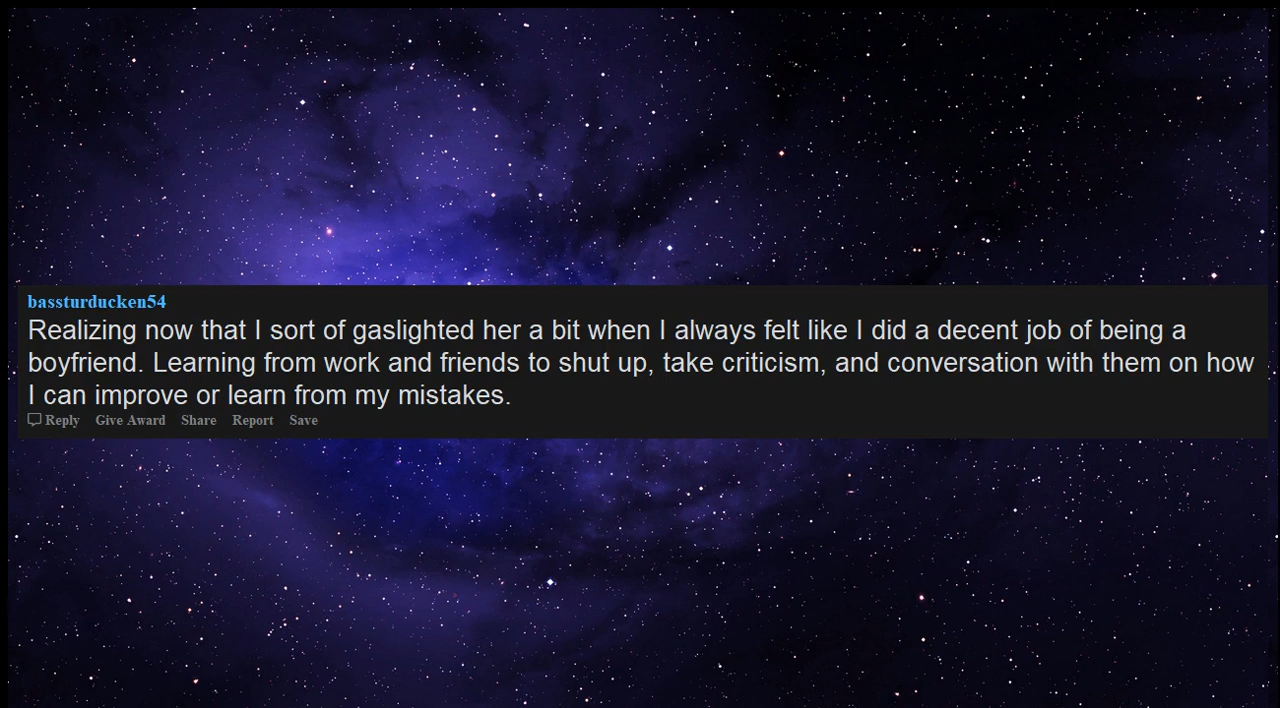 bassturducken54
Realizing now that I sort of gaslighted her a bit when I always felt like I did a decent job of being a
boyfriend. Learning from work and friends to shut up, take criticism, and conversation with them on how
I can improve or learn from my mistakes.
Reply Give Award Share Report Save